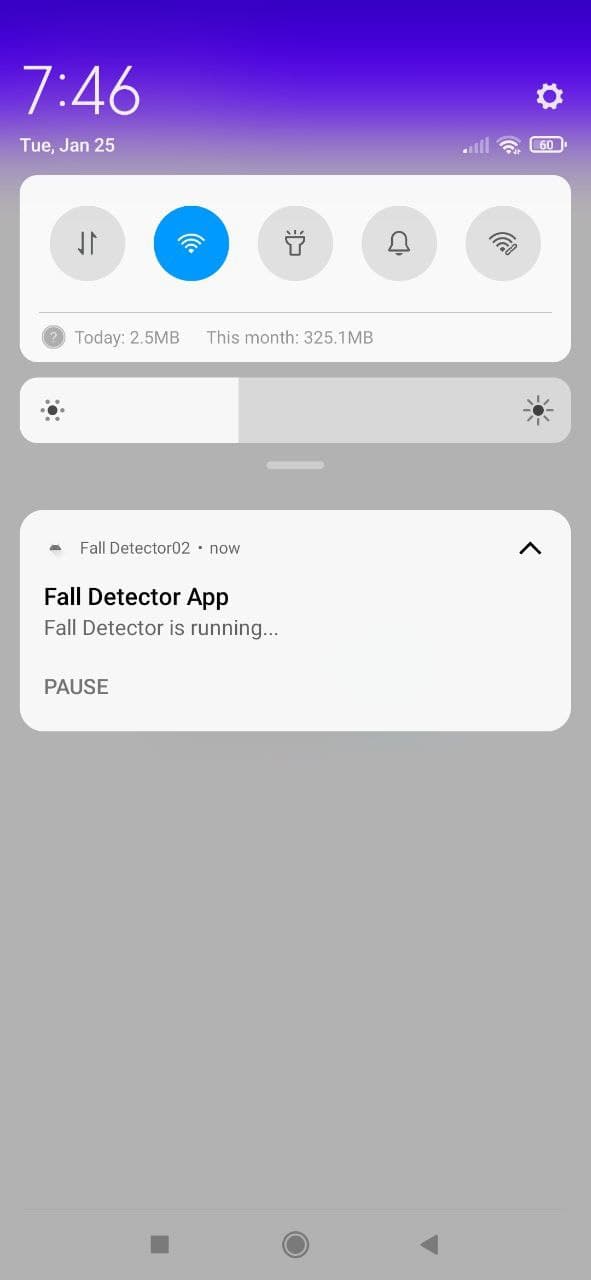 7:46
Tue, Jan 25
60
? Today: 2.5MB This month: 325.1MB
Fall Detector02 • now
Fall Detector App
Fall Detector is running...
PAUSE